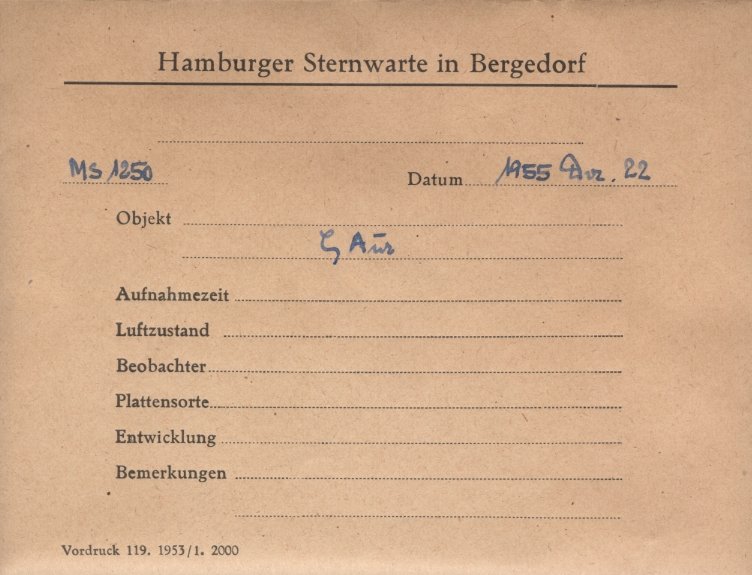 Hamburger Sternwarte in Bergedorf
MS 1250 Datum 1955 Dez. 22
Objekt
ζ Aur
Aufnahmezeit
Luftzustand
Beobachter
Plattensorte
Entwicklung
Bemerkungen
Vordruck 119. 1953/1. 2000